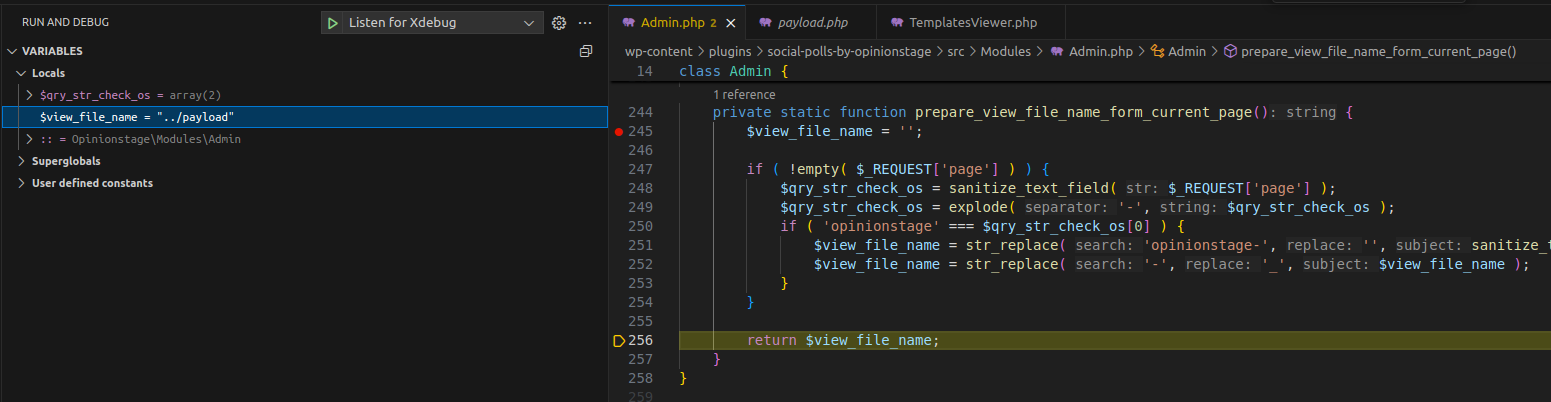 RUN AND DEBUG
Listen for Xdebug
VARIABLES
Locals
$qry_str_check_os = array(2)
$view_file_name = "../payload"
:: = Opinionstage\Modules\Admin
Superglobals
User defined constants
Admin.php 2
payload.php
TemplatesViewer.php
wp-content > plugins > social-polls-by-opinionstage > src > Modules > Admin.php > Admin > prepare_view_file_name_form_current_page()
14 class Admin {
1 reference
244 private static function prepare_view_file_name_form_current_page(): string {
245 $view_file_name = '';
246
247 if ( !empty( $_REQUEST['page'] ) ) {
248 $qry_str_check_os = sanitize_text_field( str: $_REQUEST['page'] );
249 $qry_str_check_os = explode( separator: '-', string: $qry_str_check_os );
250 if ( 'opinionstage' === $qry_str_check_os[0] ) {
251 $view_file_name = str_replace( search: 'opinionstage-', replace: '', subject: sanitize_
252 $view_file_name = str_replace( search: '-', replace: '_', subject: $view_file_name );
253 }
254 }
255
256 return $view_file_name;
257 }
258 }
259